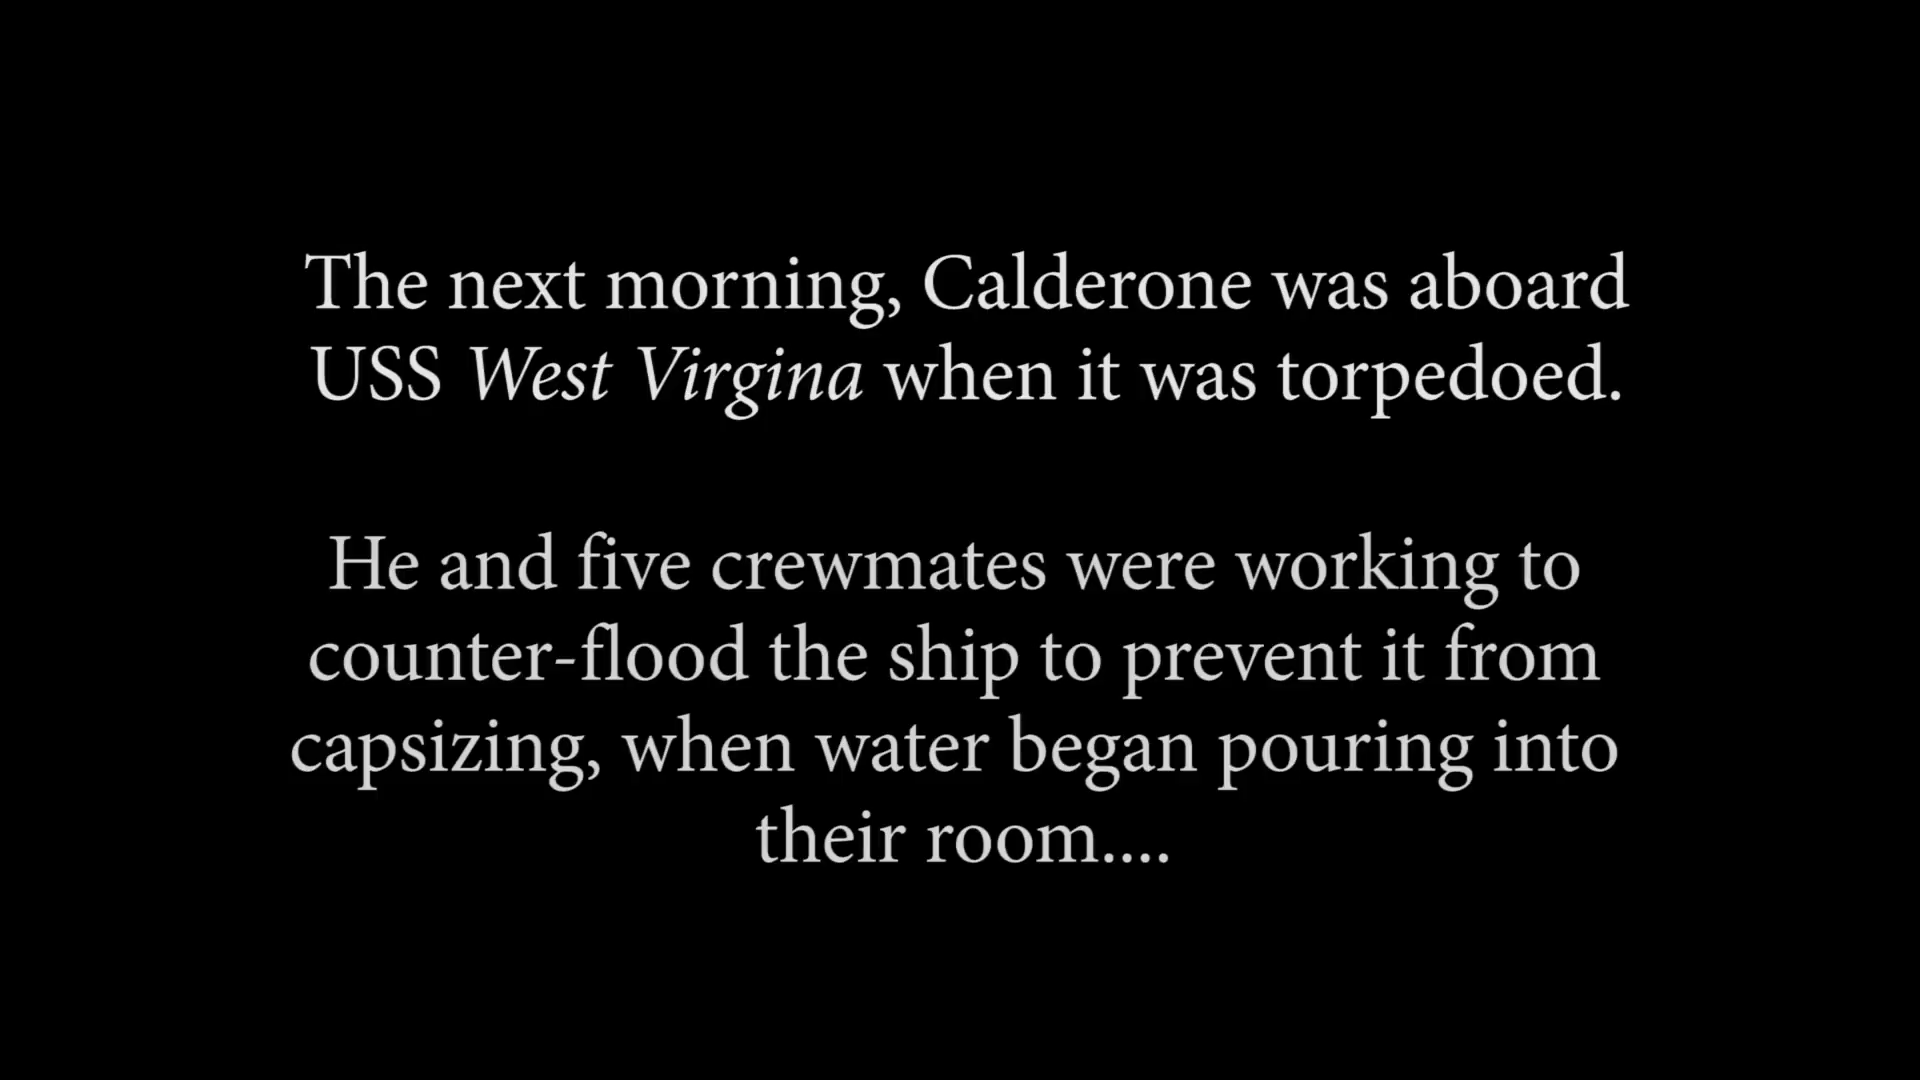 The next morning, Calderone was aboard
USS West Virgina when it was torpedoed.
He and five crewmates were working to
counter-flood the ship to prevent it from
capsizing, when water began pouring into
their room....